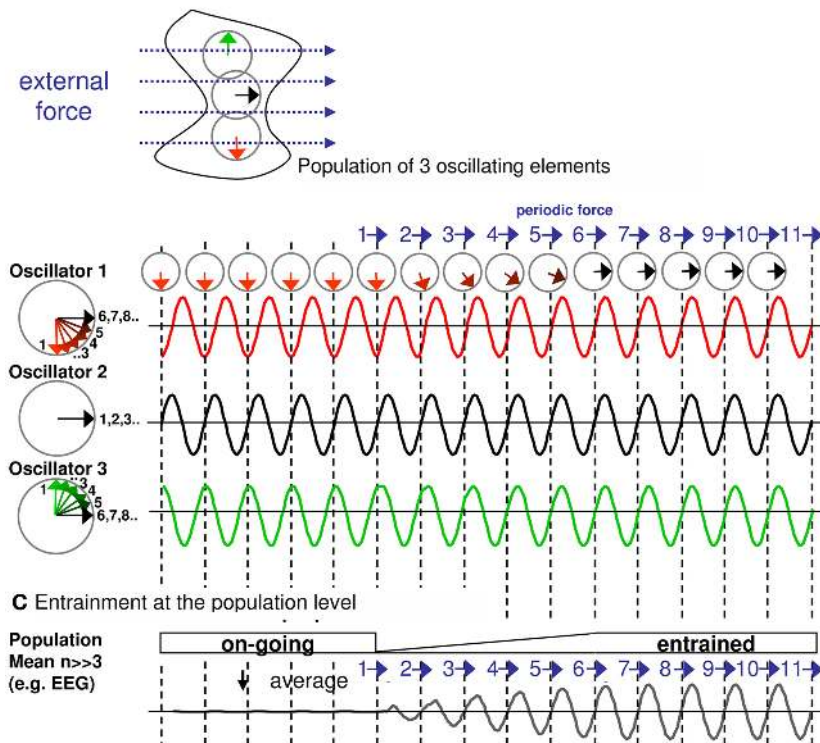 external
force
Population of 3 oscillating elements
periodic force
1 2 3 4 5 6 7 8 9 10 11
Oscillator 1
6,7,8..
5
4
..3
1
Oscillator 2
1,2,3..
Oscillator 3
1
..3
4
5
6,7,8..
C Entrainment at the population level
Population
Mean n>>3
(e.g. EEG)
on-going
entrained
1 2 3 4 5 6 7 8 9 10 11
average